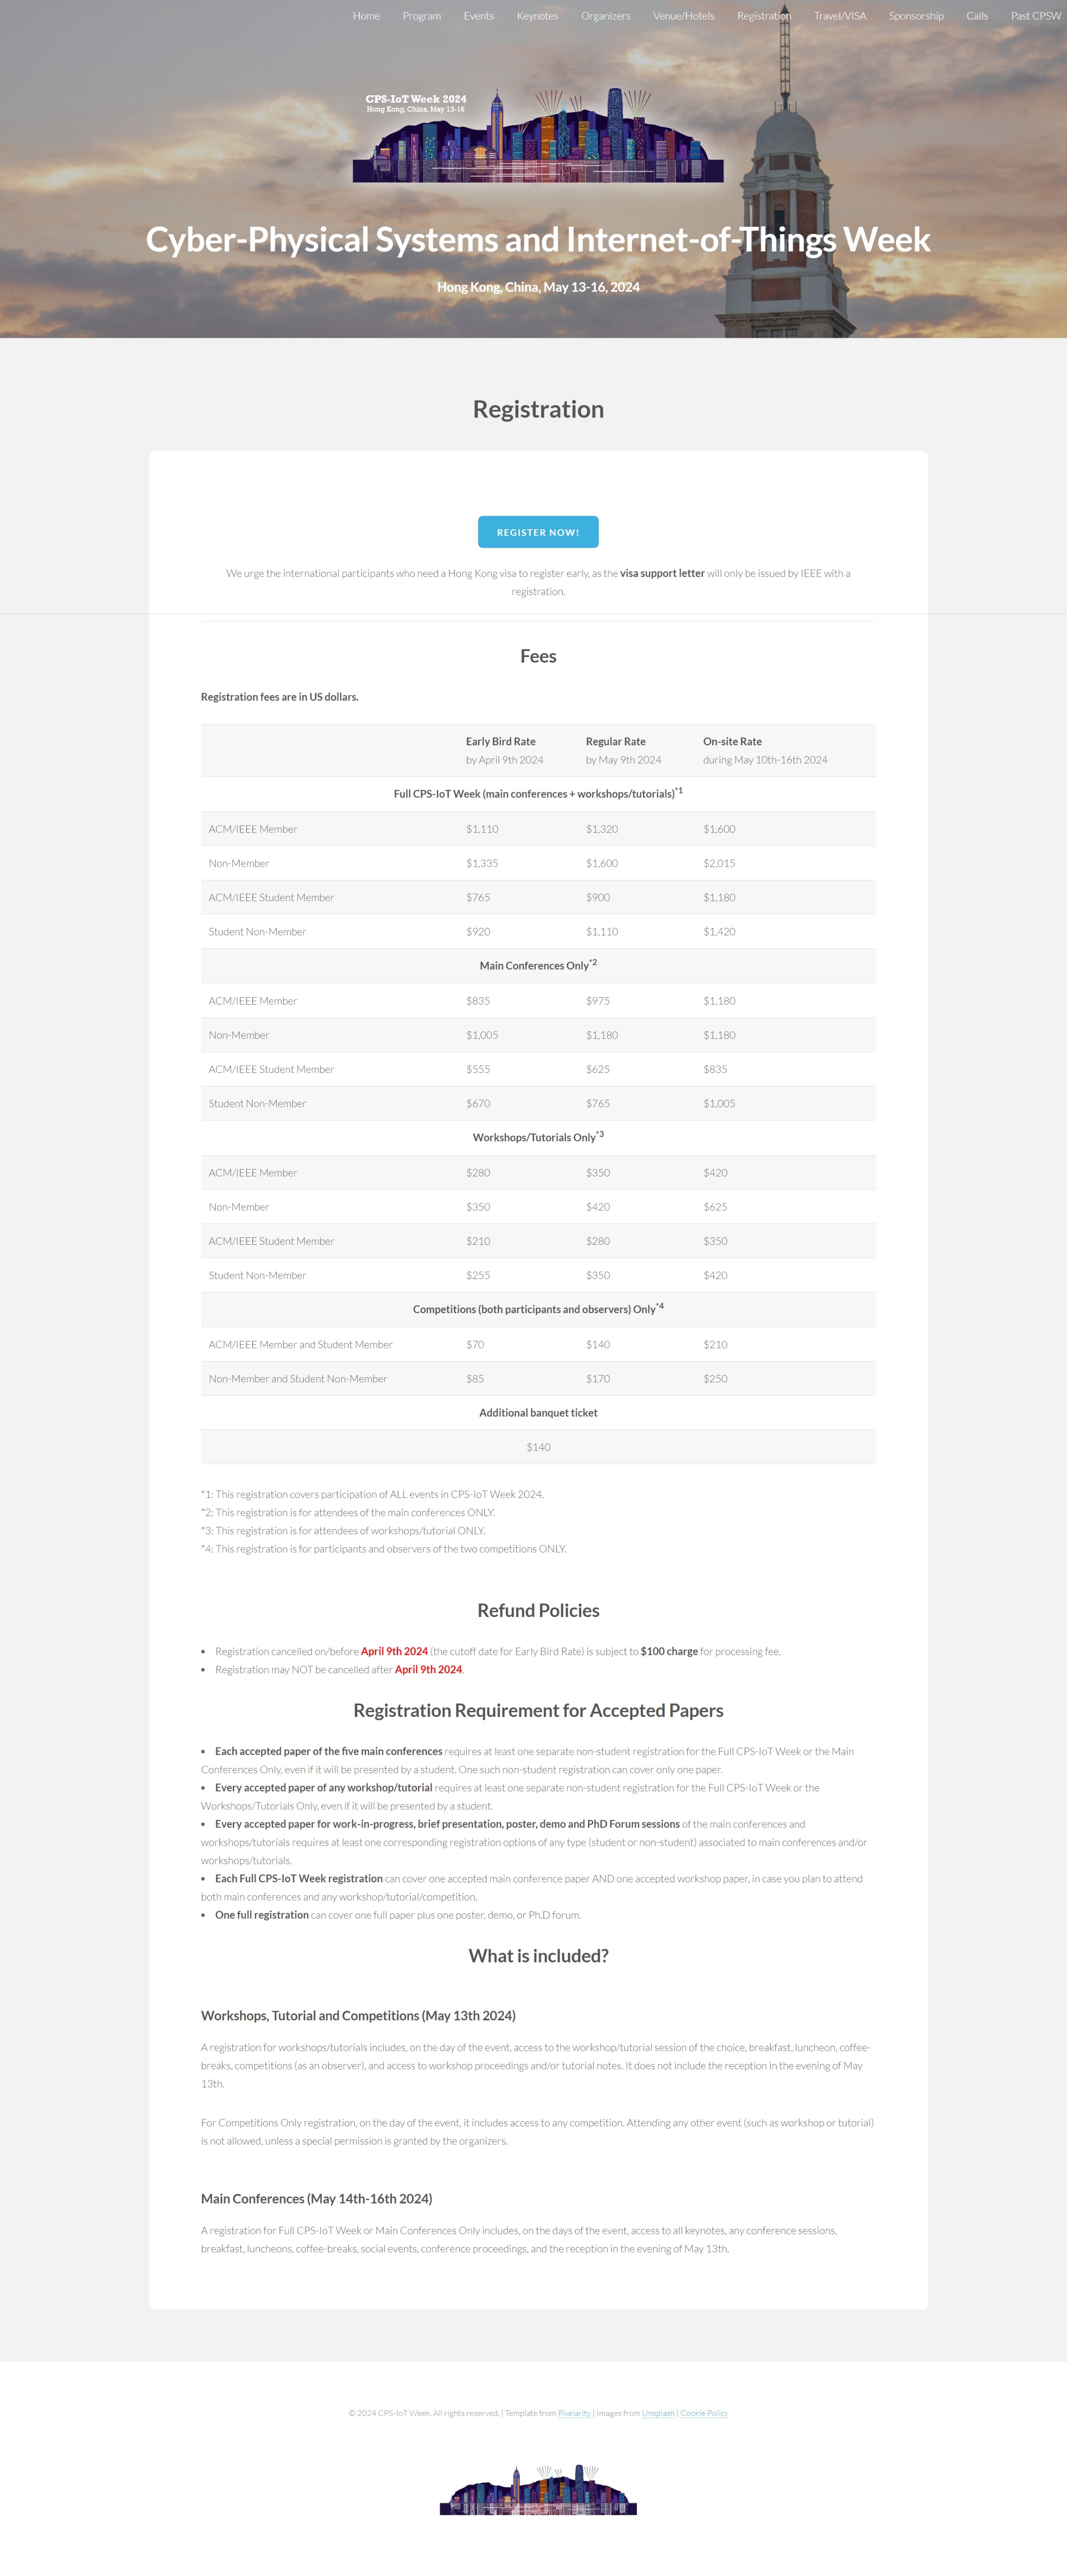 Home Program Events Keynotes Organizers Venue/Hotels Registration Travel/VISA Sponsorship Calls Past CPSW
CPS-IoT Week 2024
Hong Kong, China, May 13-16
Cyber-Physical Systems and Internet-of-Things Week
Hong Kong, China, May 13-16, 2024
Registration
REGISTER NOW!
We urge the international participants who need a Hong Kong visa to register early, as the visa support letter will only be issued by IEEE with a
registration.
Fees
Registration fees are in US dollars.
Early Bird Rate Regular Rate On-site Rate
by April 9th 2024 by May 9th 2024 during May 10th-16th 2024
Full CPS-IoT Week (main conferences + workshops/tutorials)*1
ACM/IEEE Member $1,110 $1,320 $1,600
Non-Member $1,335 $1,600 $2,015
ACM/IEEE Student Member $765 $900 $1,180
Student Non-Member $920 $1,110 $1,420
Main Conferences Only*2
ACM/IEEE Member $835 $975 $1,180
Non-Member $1,005 $1,180 $1,180
ACM/IEEE Student Member $555 $625 $835
Student Non-Member $670 $765 $1,005
Workshops/Tutorials Only*3
ACM/IEEE Member $280 $350 $420
Non-Member $350 $420 $625
ACM/IEEE Student Member $210 $280 $350
Student Non-Member $255 $350 $420
Competitions (both participants and observers) Only*4
ACM/IEEE Member and Student Member $70 $140 $210
Non-Member and Student Non-Member $85 $170 $250
Additional banquet ticket
$140
*1: This registration covers participation of ALL events in CPS-IoT Week 2024.
*2: This registration is for attendees of the main conferences ONLY.
*3: This registration is for attendees of workshops/tutorial ONLY.
*4: This registration is for participants and observers of the two competitions ONLY.
Refund Policies
• Registration cancelled on/before April 9th 2024 (the cutoff date for Early Bird Rate) is subject to $100 charge for processing fee.
• Registration may NOT be cancelled after April 9th 2024.
Registration Requirement for Accepted Papers
• Each accepted paper of the five main conferences requires at least one separate non-student registration for the Full CPS-IoT Week or the Main
Conferences Only, even if it will be presented by a student. One such non-student registration can cover only one paper.
• Every accepted paper of any workshop/tutorial requires at least one separate non-student registration for the Full CPS-IoT Week or the
Workshops/Tutorials Only, even if it will be presented by a student.
• Every accepted paper for work-in-progress, brief presentation, poster, demo and PhD Forum sessions of the main conferences and
workshops/tutorials requires at least one corresponding registration options of any type (student or non-student) associated to main conferences and/or
workshops/tutorials.
• Each Full CPS-IoT Week registration can cover one accepted main conference paper AND one accepted workshop paper, in case you plan to attend
both main conferences and any workshop/tutorial/competition.
• One full registration can cover one full paper plus one poster, demo, or Ph.D forum.
What is included?
Workshops, Tutorial and Competitions (May 13th 2024)
A registration for workshops/tutorials includes, on the day of the event, access to the workshop/tutorial session of the choice, breakfast, luncheon, coffee-
breaks, competitions (as an observer), and access to workshop proceedings and/or tutorial notes. It does not include the reception in the evening of May
13th.
For Competitions Only registration, on the day of the event, it includes access to any competition. Attending any other event (such as workshop or tutorial)
is not allowed, unless a special permission is granted by the organizers.
Main Conferences (May 14th-16th 2024)
A registration for Full CPS-IoT Week or Main Conferences Only includes, on the days of the event, access to all keynotes, any conference sessions,
breakfast, luncheons, coffee-breaks, social events, conference proceedings, and the reception in the evening of May 13th.
© 2024 CPS-IoT Week. All rights reserved. | Template from Pixelarity | Images from Unsplash | Cookie Policy